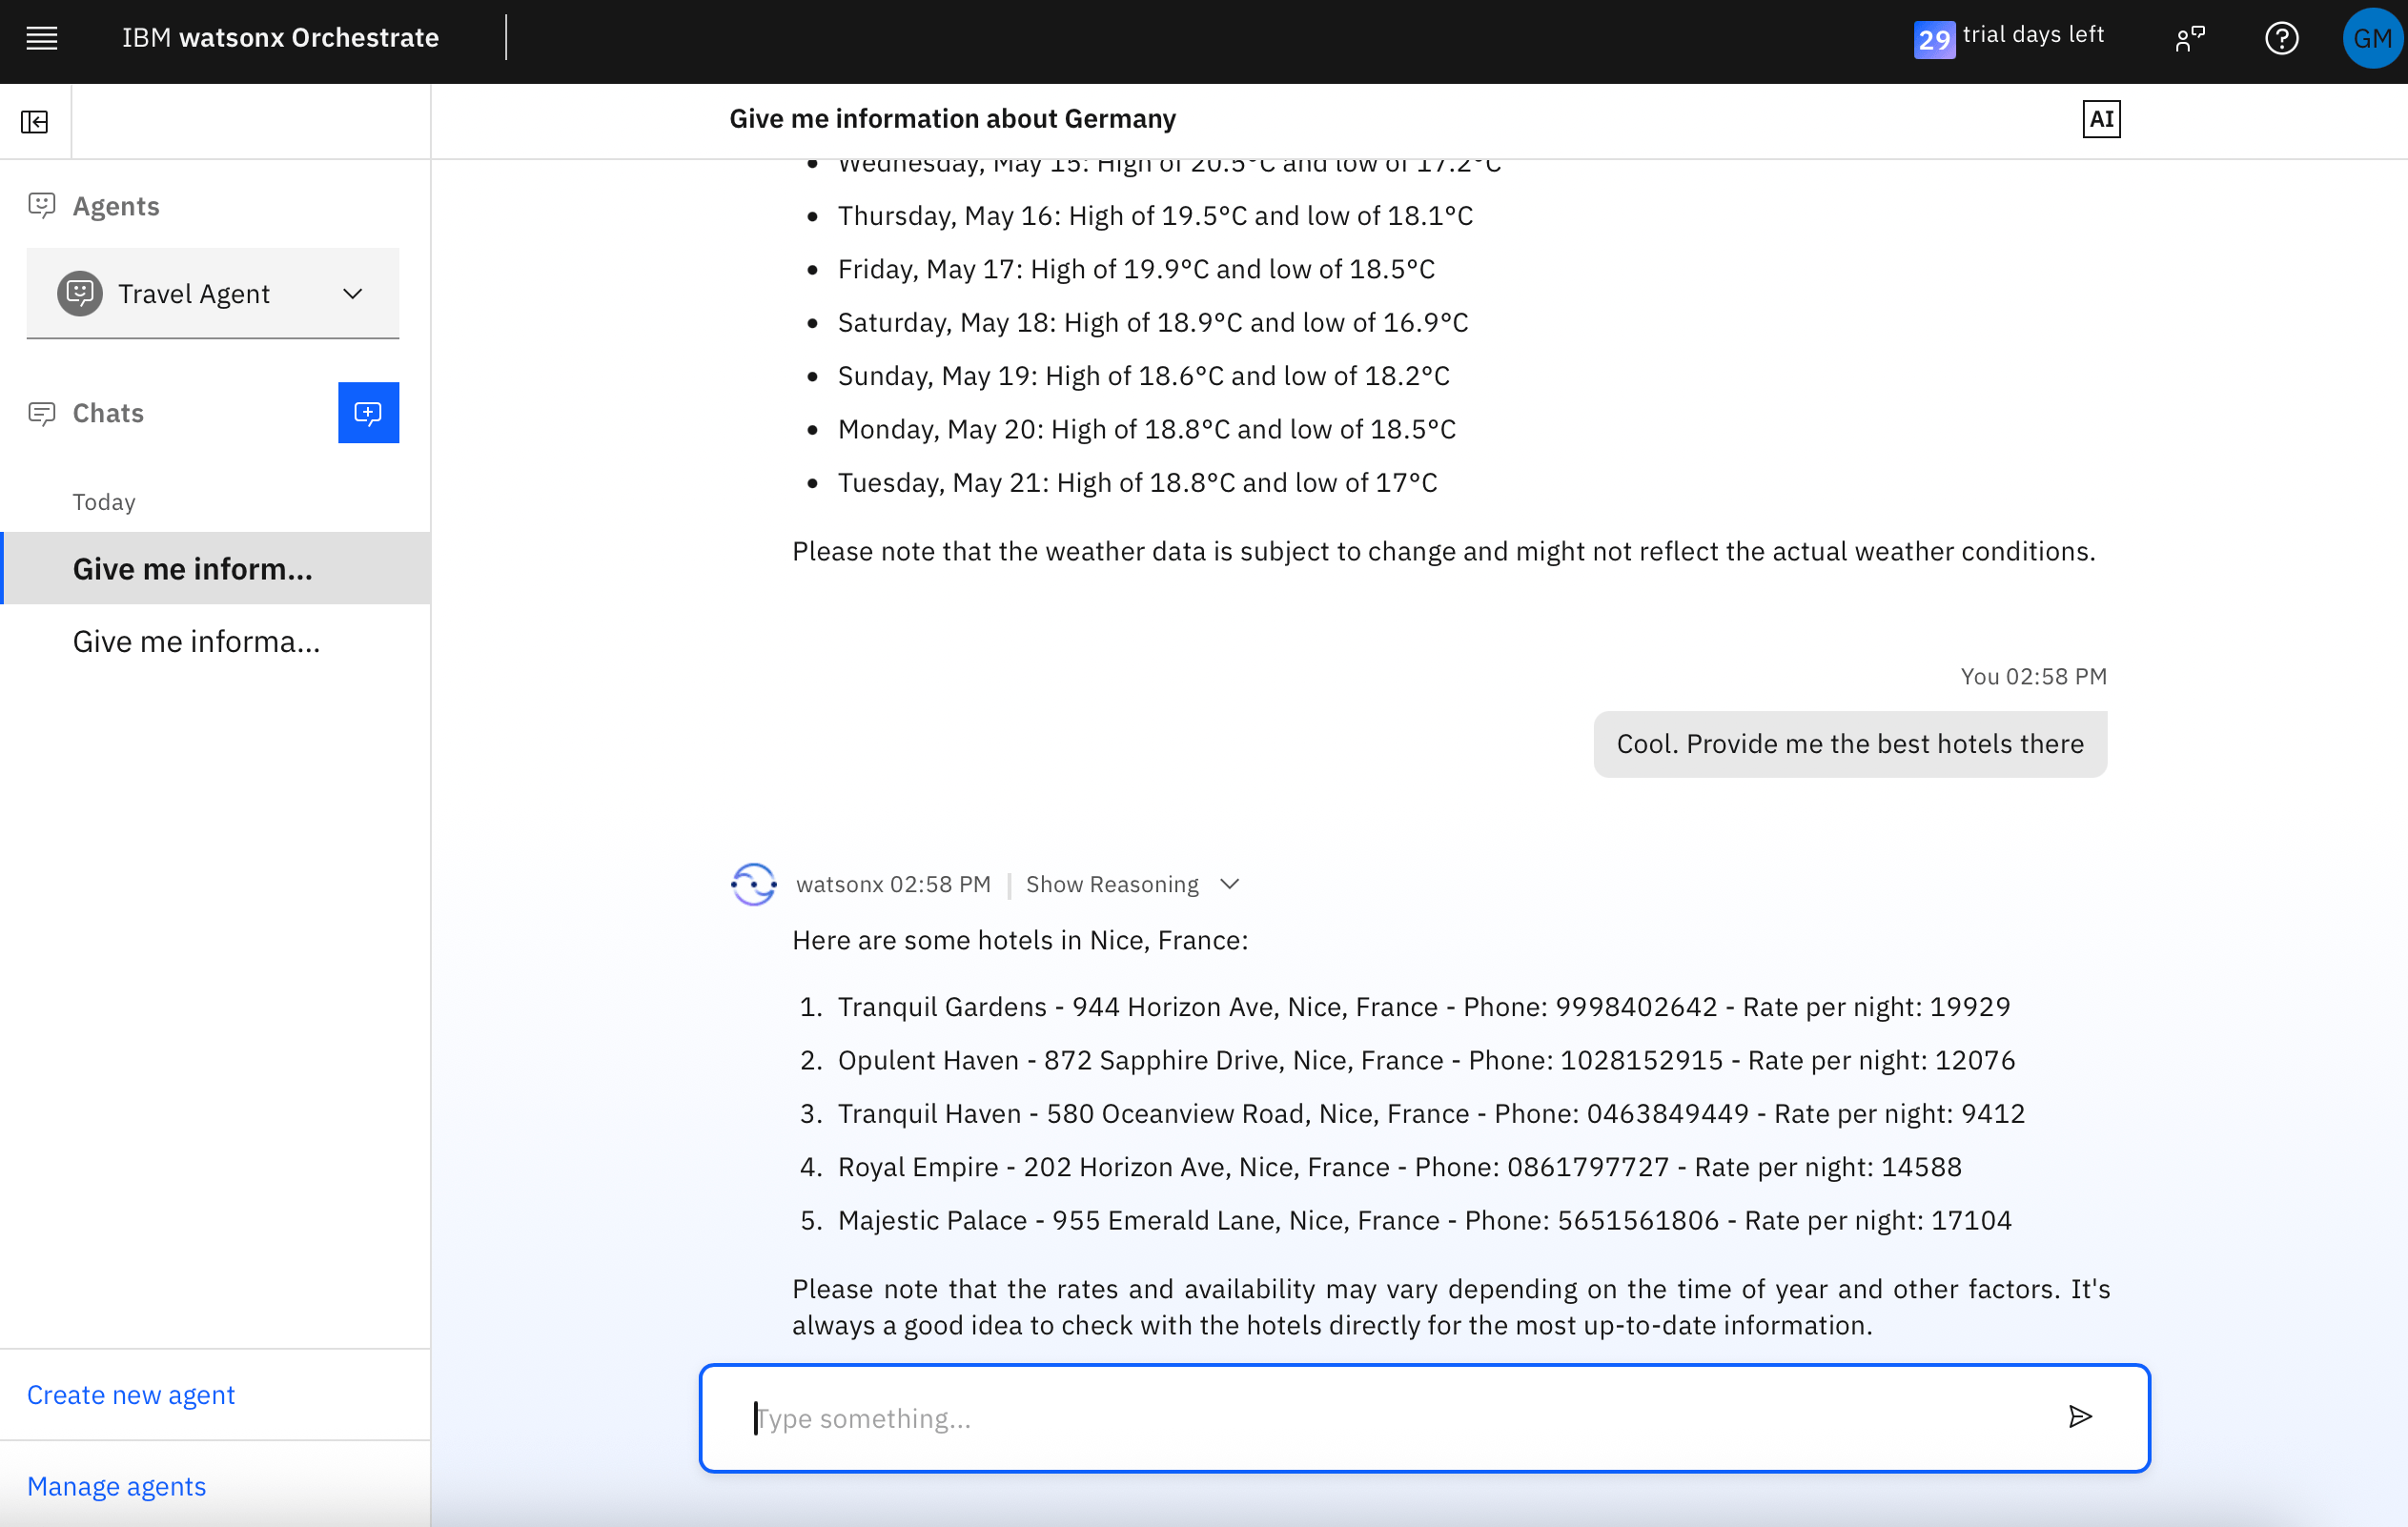 IBM watsonx Orchestrate
29 trial days left
GM
Give me information about Germany
AI
Agents
Travel Agent
Chats
Today
Give me inform...
Give me informa...
Create new agent
Manage agents
Wednesday, May 15: High of 20.5°C and low of 17.2°C
Thursday, May 16: High of 19.5°C and low of 18.1°C
Friday, May 17: High of 19.9°C and low of 18.5°C
Saturday, May 18: High of 18.9°C and low of 16.9°C
Sunday, May 19: High of 18.6°C and low of 18.2°C
Monday, May 20: High of 18.8°C and low of 18.5°C
Tuesday, May 21: High of 18.8°C and low of 17°C
Please note that the weather data is subject to change and might not reflect the actual weather conditions.
You 02:58 PM
Cool. Provide me the best hotels there
watsonx 02:58 PM | Show Reasoning
Here are some hotels in Nice, France:
1. Tranquil Gardens - 944 Horizon Ave, Nice, France - Phone: 9998402642 - Rate per night: 19929
2. Opulent Haven - 872 Sapphire Drive, Nice, France - Phone: 1028152915 - Rate per night: 12076
3. Tranquil Haven - 580 Oceanview Road, Nice, France - Phone: 0463849449 - Rate per night: 9412
4. Royal Empire - 202 Horizon Ave, Nice, France - Phone: 0861797727 - Rate per night: 14588
5. Majestic Palace - 955 Emerald Lane, Nice, France - Phone: 5651561806 - Rate per night: 17104
Please note that the rates and availability may vary depending on the time of year and other factors. It's
always a good idea to check with the hotels directly for the most up-to-date information.
Type something...